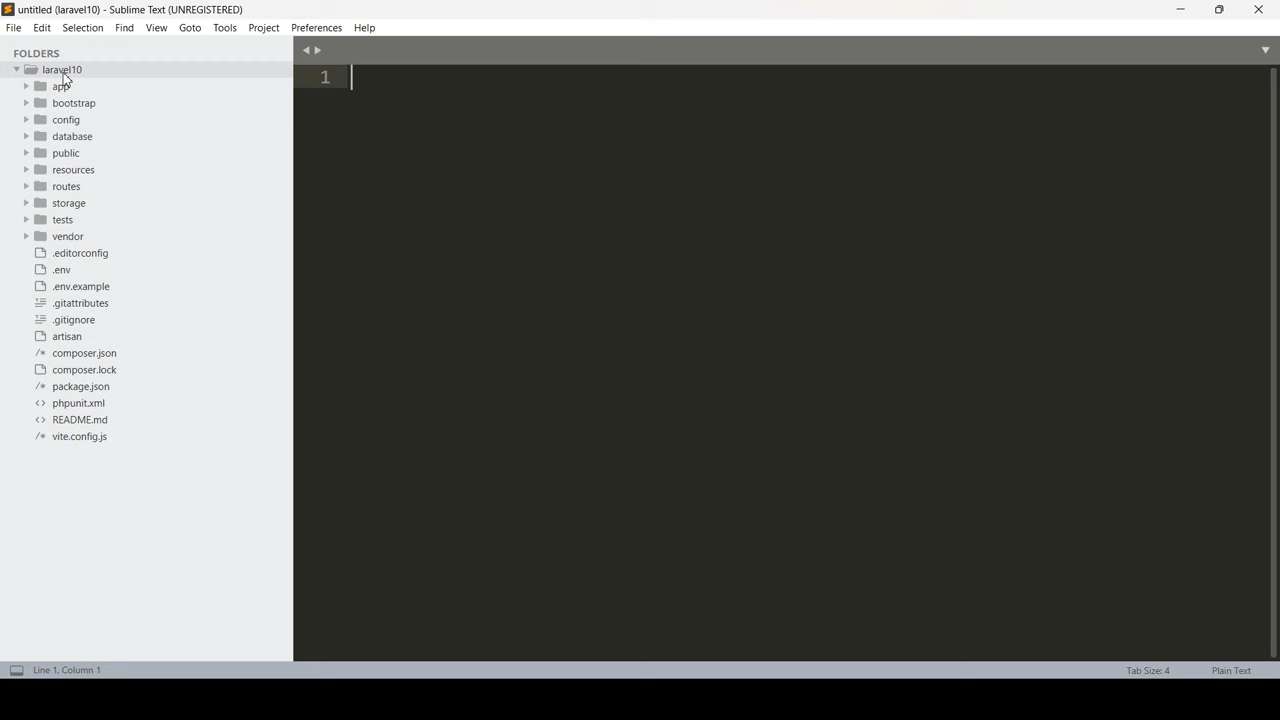 untitled (laravel10) - Sublime Text (UNREGISTERED)
File Edit Selection Find View Goto Tools Project Preferences Help
FOLDERS
laravel10
app
bootstrap
config
database
public
resources
routes
storage
tests
vendor
.editorconfig
.env
.env.example
.gitattributes
.gitignore
artisan
/* composer.json
composer.lock
/* package.json
<> phpunit.xml
<> README.md
/* vite.config.js
1
Line 1, Column 1
Tab Size: 4
Plain Text